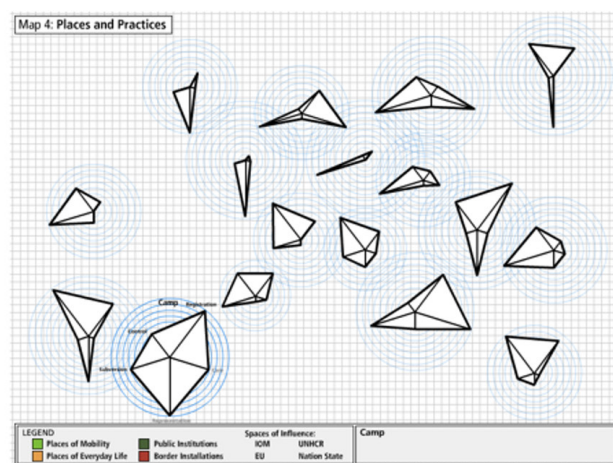 Map 4: Places and Practices
Camp
Registration
Control
Subsistence
Care
Representation
LEGEND
Places of Mobility
Places of Everyday Life
Public Institutions
Border Installations
Spaces of Influence:
IOM
UNHCR
EU
Nation State
Camp